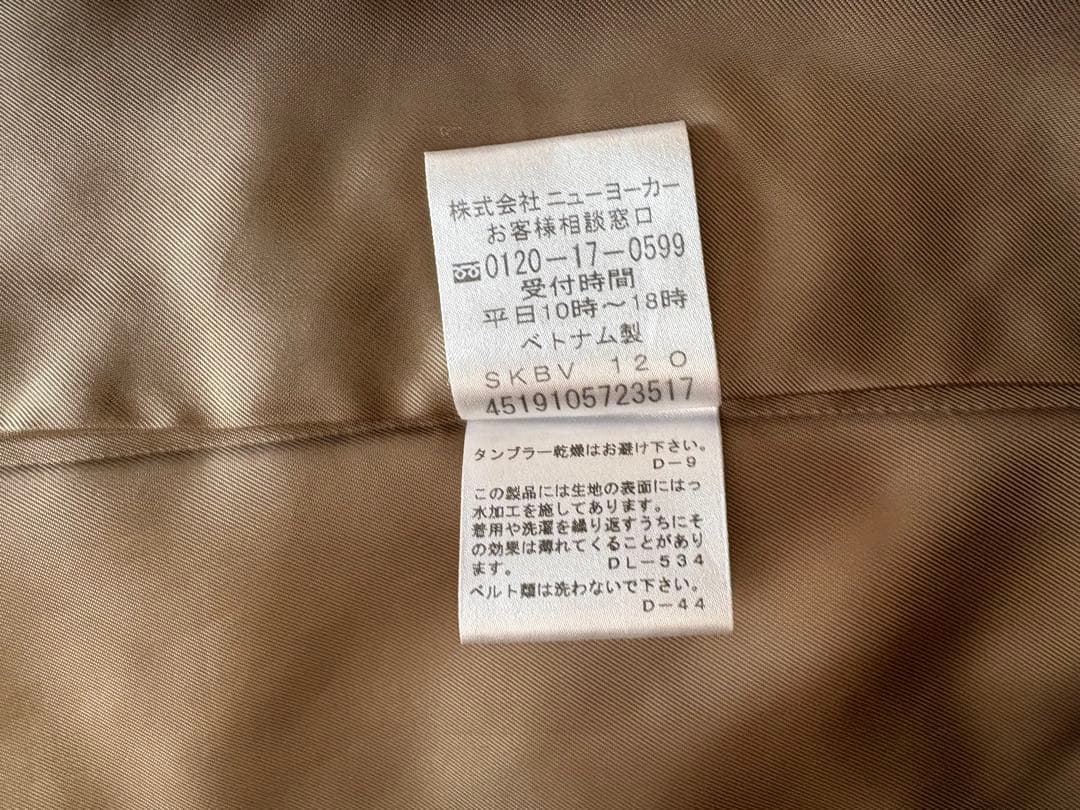 株式会社 ニューヨーカー
お客様相談窓口
0120-17-0599
受付時間
平日10時〜18時
ベトナム製
SKBV 120
4519105723517
タンブラー乾燥はお避け下さい。
D-9
この製品には生地の表面にはっ
水加工を施してあります。
着用や洗濯を繰り返すうちにそ
の効果は薄れてくることがあり
ます。 DL-534
ベルト類は洗わないで下さい。
D-44